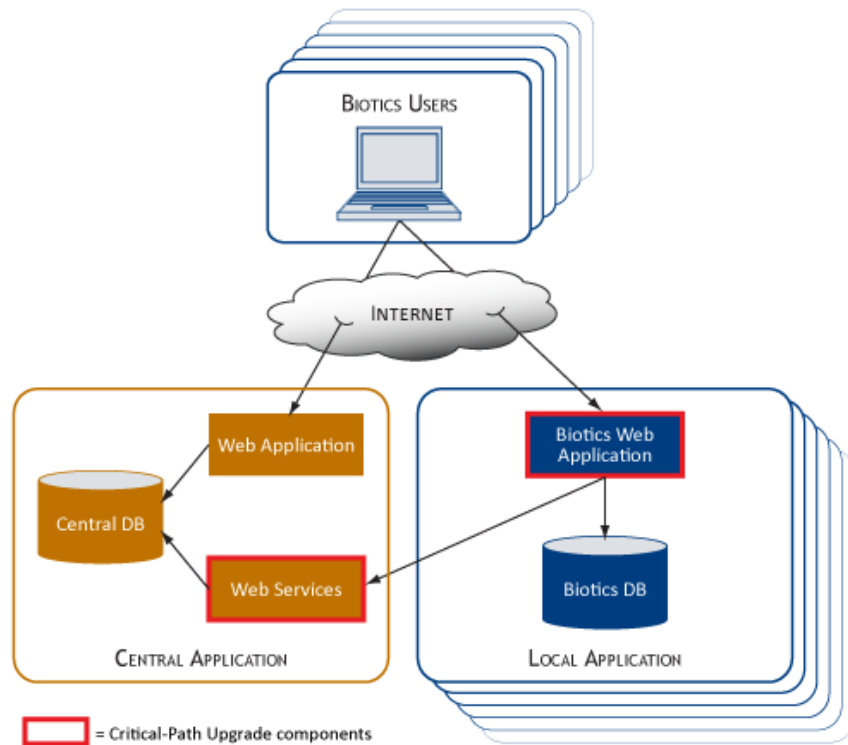 BIOTICS USERS
INTERNET
Web Application
Biotics Web
Application
Central DB
Web Services
Biotics DB
CENTRAL APPLICATION
LOCAL APPLICATION
= Critical-Path Upgrade components